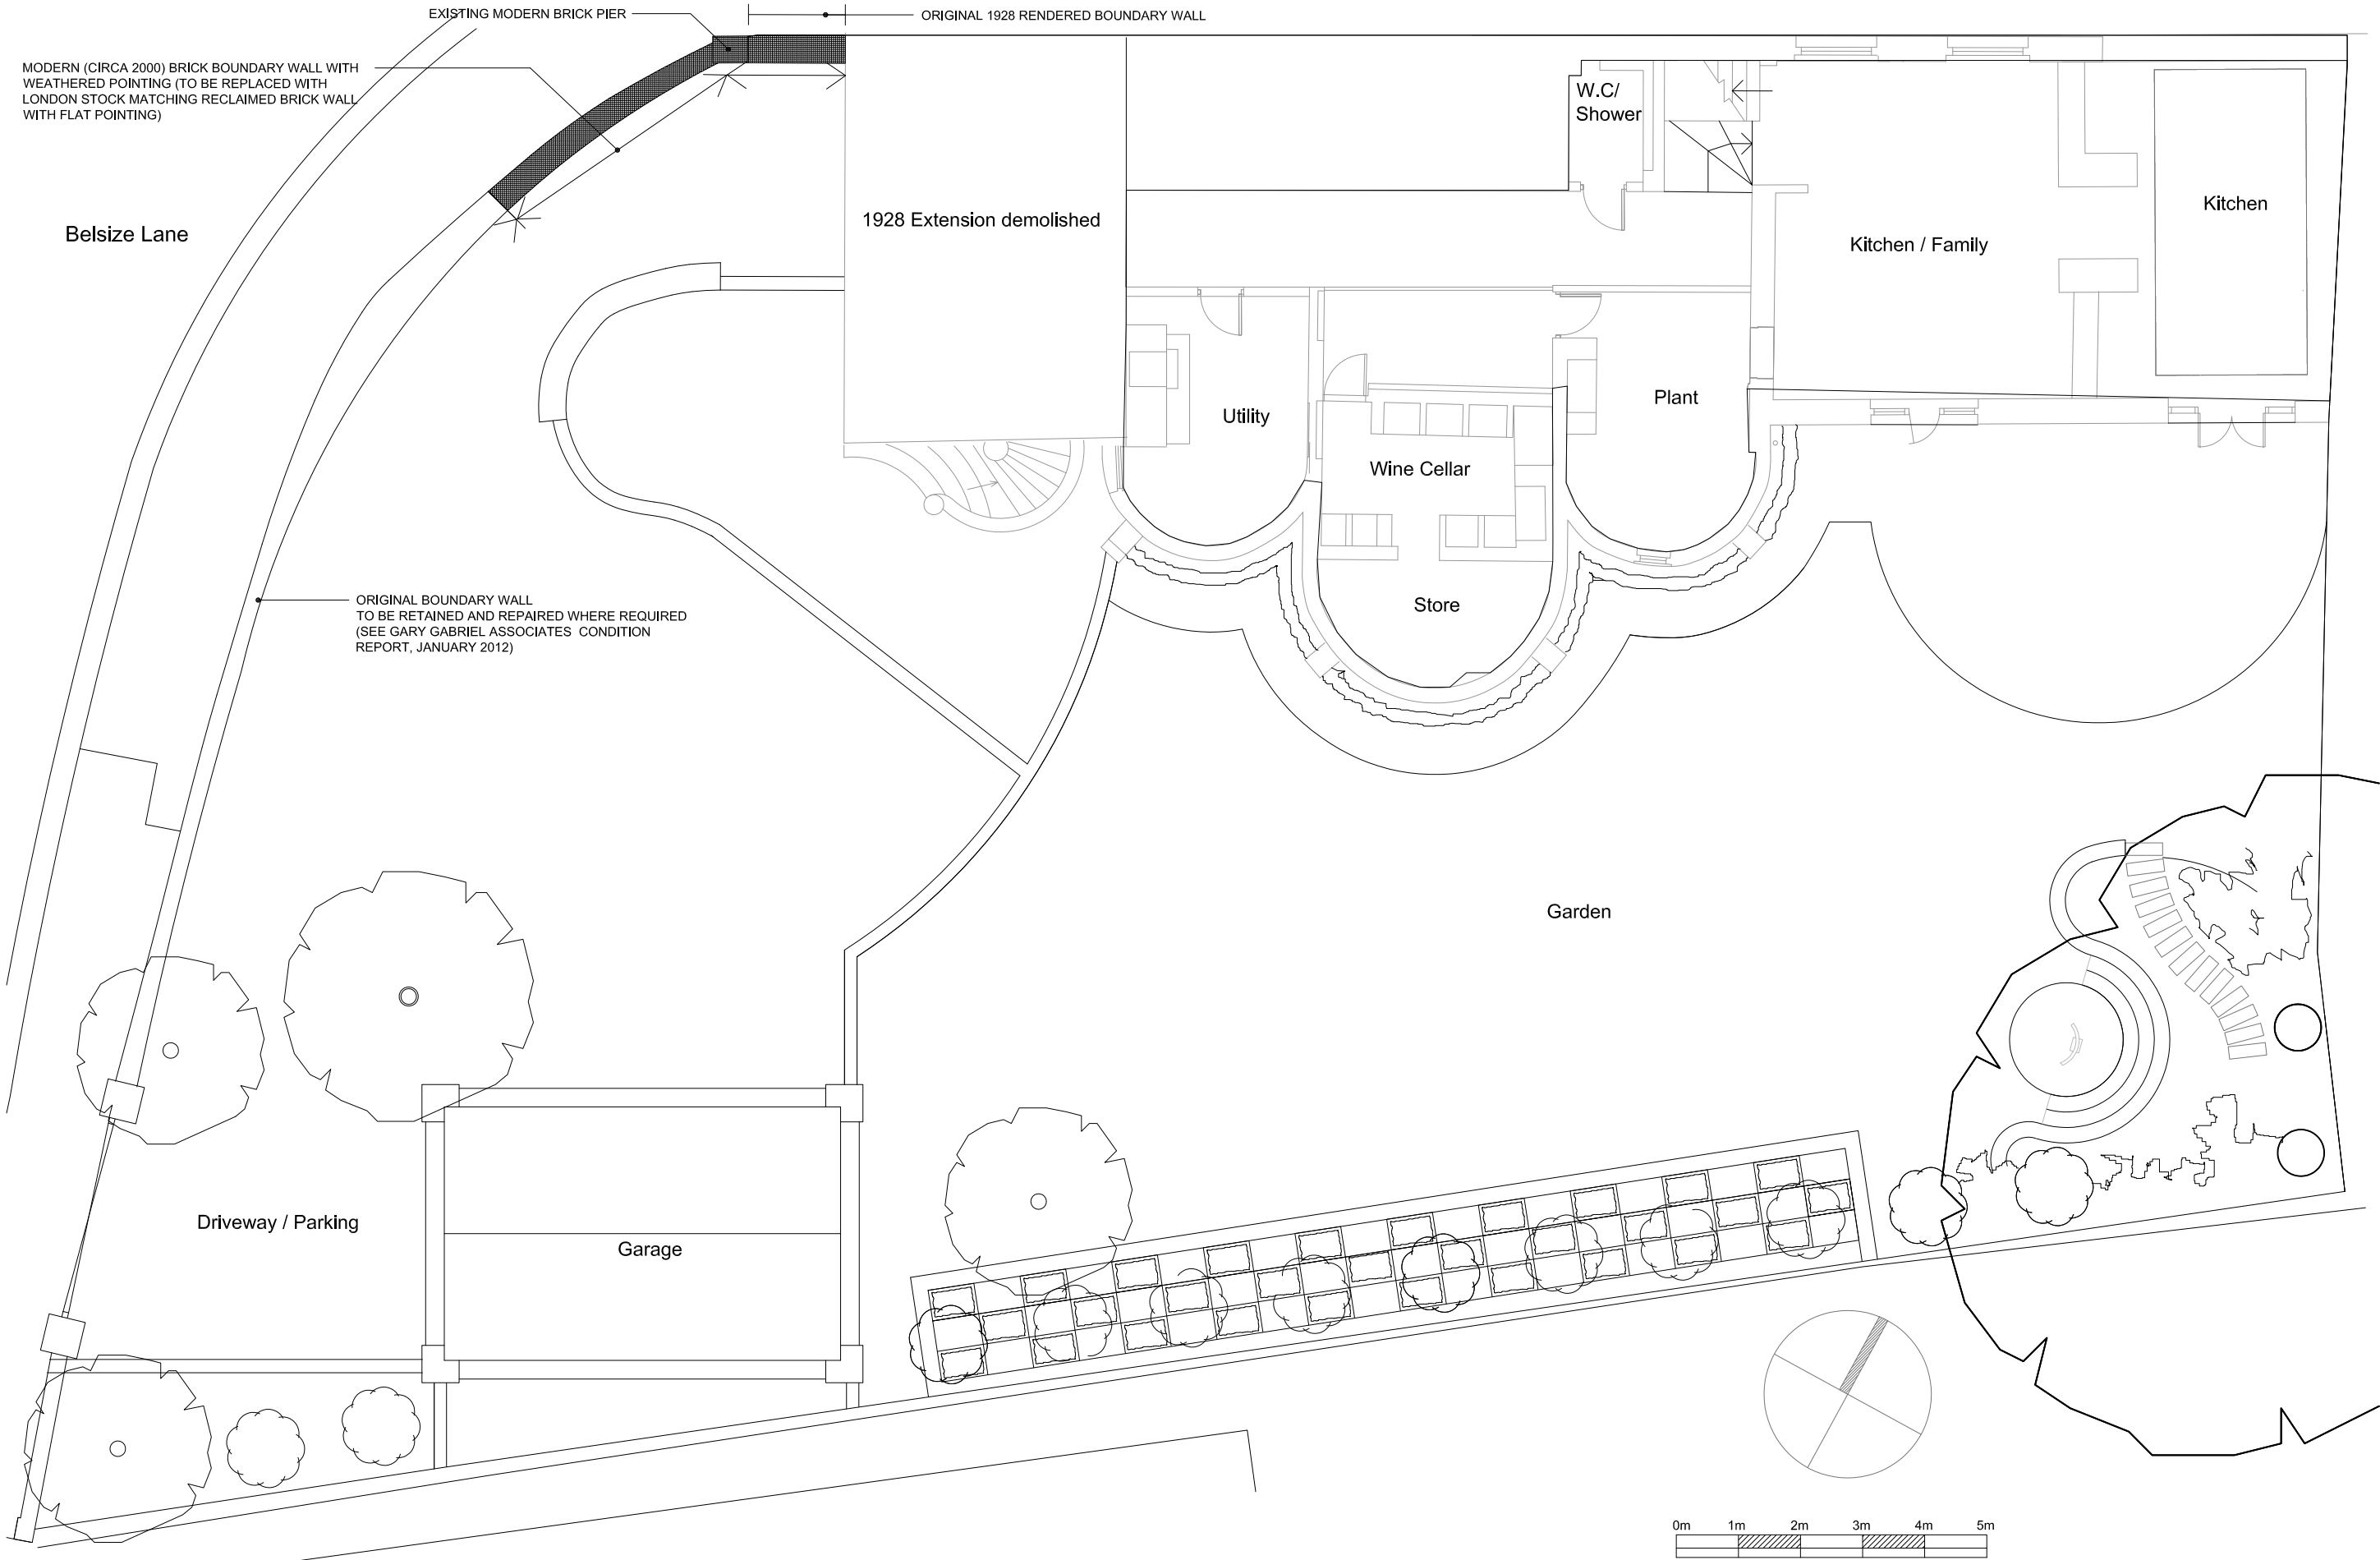 EXISTING MODERN BRICK PIER
ORIGINAL 1928 RENDERED BOUNDARY WALL
MODERN (CIRCA 2000) BRICK BOUNDARY WALL WITH
WEATHERED POINTING (TO BE REPLACED WITH
LONDON STOCK MATCHING RECLAIMED BRICK WALL
WITH FLAT POINTING)
W.C/
Shower
Belsize Lane
1928 Extension demolished
Kitchen / Family
Kitchen
Utility
Plant
Wine Cellar
Store
ORIGINAL BOUNDARY WALL
TO BE RETAINED AND REPAIRED WHERE REQUIRED
(SEE GARY GABRIEL ASSOCIATES CONDITION
REPORT, JANUARY 2012)
Garden
Driveway / Parking
Garage
0m 1m 2m 3m 4m 5m